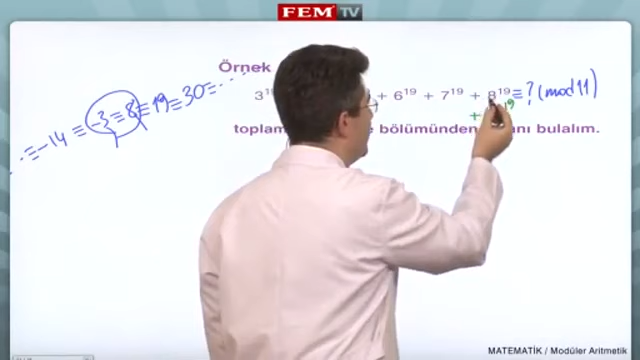 FEM TV
Örnek
3¹⁹ + 6¹⁹ + 7¹⁹ + 8¹⁹ ≡ ? (mod 11)
...≡ -14 ≡ -3 ≡ 8 ≡ 19 ≡ 30 ≡ ...
+ 19
toplam bölümünden bulalım.
MATEMATİK / Modüler Aritmetik